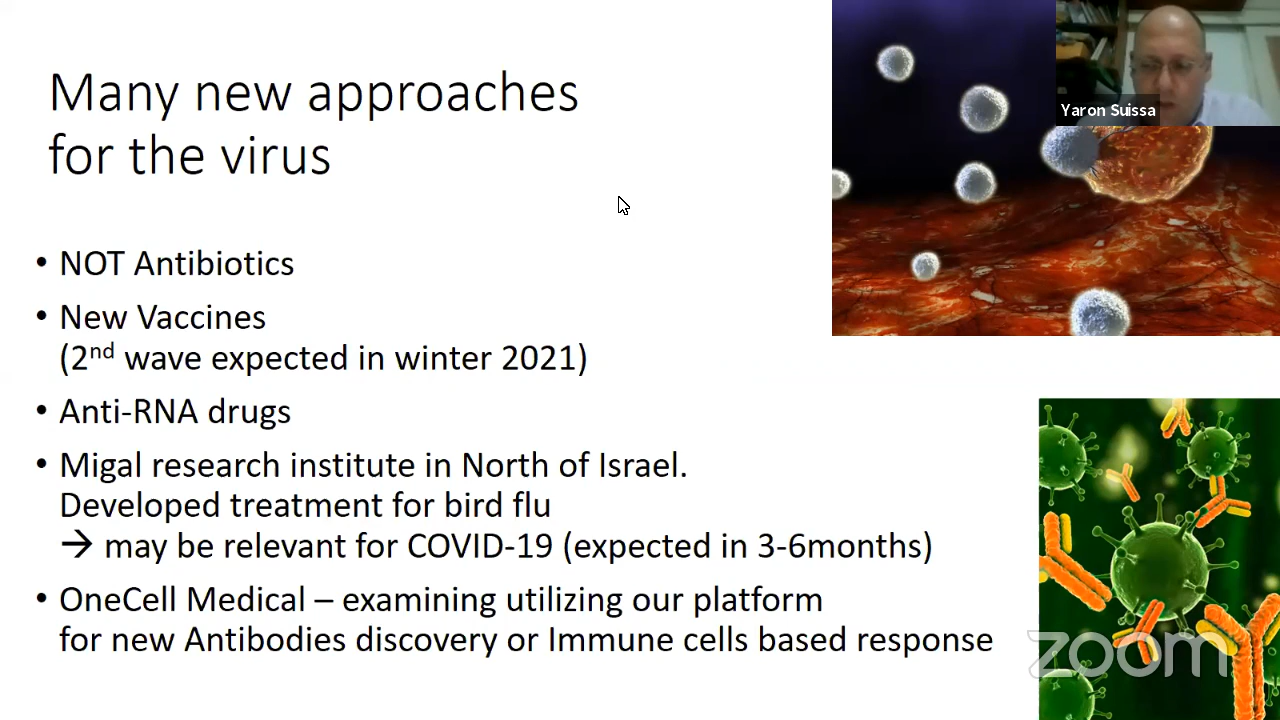 Many new approaches
for the virus
Yaron Suissa
• NOT Antibiotics
• New Vaccines
(2nd wave expected in winter 2021)
• Anti-RNA drugs
• Migal research institute in North of Israel.
Developed treatment for bird flu
→ may be relevant for COVID-19 (expected in 3-6months)
• OneCell Medical – examining utilizing our platform
for new Antibodies discovery or Immune cells based response
zoom